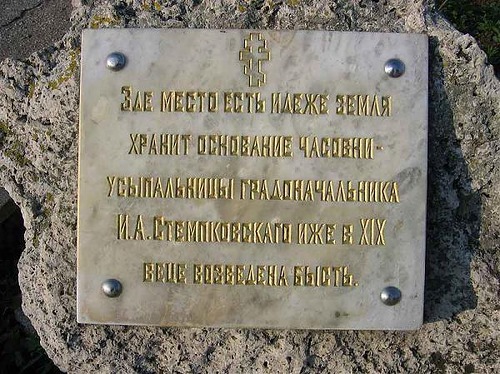 Зде место есть идеже земля
хранит основание часовни-
усыпальницы градоначальника
И.А. Стемпковскаго иже в XIX
веце возведена бысть.